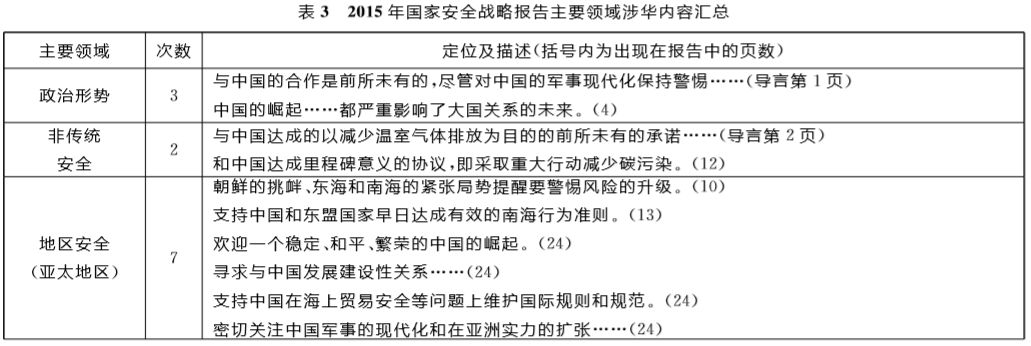 表 3 2015 年国家安全战略报告主要领域涉华内容汇总
主要领域 次数 定位及描述(括号内为出现在报告中的页数)
政治形势 3 与中国的合作是前所未有的,尽管对中国的军事现代化保持警惕……(导言第 1 页)
中国的崛起……都严重影响了大国关系的未来。(4)
非传统安全 2 与中国达成的以减少温室气体排放为目的的前所未有的承诺……(导言第 2 页)
和中国达成里程碑意义的协议,即采取重大行动减少碳污染。(12)
地区安全(亚太地区) 7 朝鲜的挑衅、东海和南海的紧张局势提醒要警惕风险的升级。(10)
支持中国和东盟国家早日达成有效的南海行为准则。(13)
欢迎一个稳定、和平、繁荣的中国的崛起。(24)
寻求与中国发展建设性关系……(24)
支持中国在海上贸易安全等问题上维护国际规则和规范。(24)
密切关注中国军事的现代化和在亚洲实力的扩张……(24)